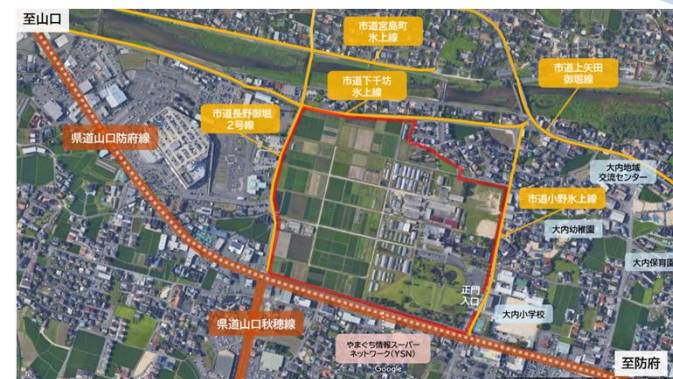 至山口
市道宮島町
氷上線
市道下千坊
氷上線
市道上矢田
御堀線
市道長野御堀
2号線
県道山口防府線
大内地域
交流センター
市道小野氷上線
大内幼稚園
大内保育園
正門
入口
大内小学校
県道山口秋穂線
やまぐち情報スーパー
ネットワーク(YSN)
至防府
Google